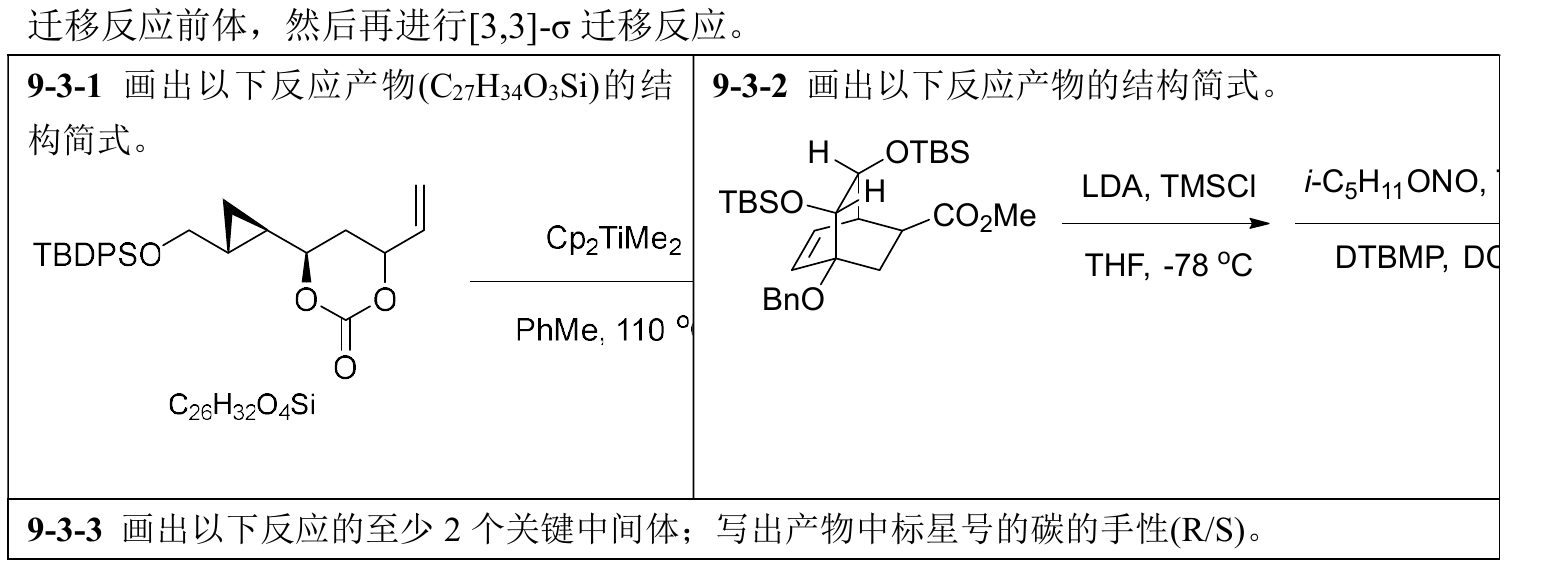 迁移反应前体，然后再进行[3,3]-σ 迁移反应。
9-3-1 画出以下反应产物(C27H34O3Si)的结
构简式。
TBDPSO
O
O
O
C26H32O4Si
Cp2TiMe2
PhMe, 110 º
9-3-2 画出以下反应产物的结构简式。
H
OTBS
TBSO
H
CO2Me
BnO
LDA, TMSCl
THF, -78 ºC
i-C5H11ONO,
DTBMP,
9-3-3 画出以下反应的至少 2 个关键中间体；写出产物中标星号的碳的手性(R/S)。